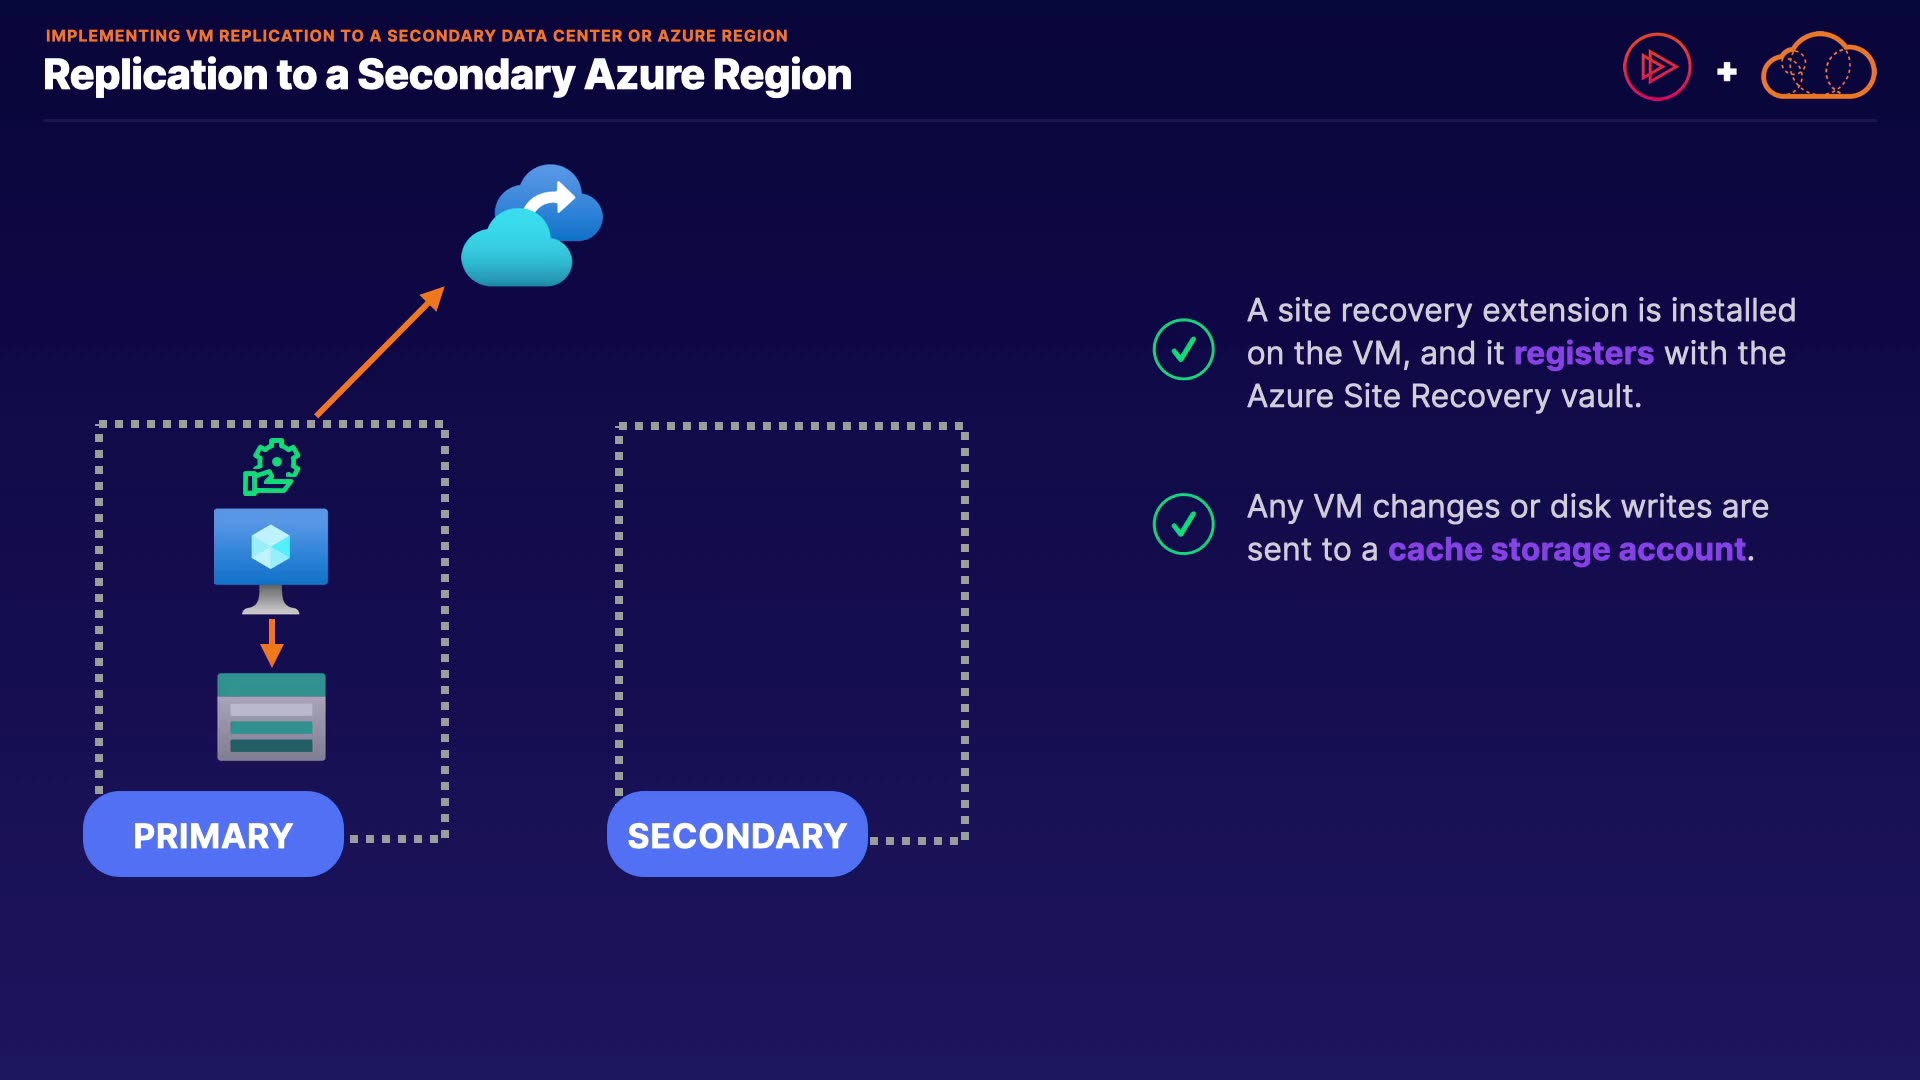 IMPLEMENTING VM REPLICATION TO A SECONDARY DATA CENTER OR AZURE REGION
Replication to a Secondary Azure Region
A site recovery extension is installed
on the VM, and it registers with the
Azure Site Recovery vault.
Any VM changes or disk writes are
sent to a cache storage account.
PRIMARY
SECONDARY